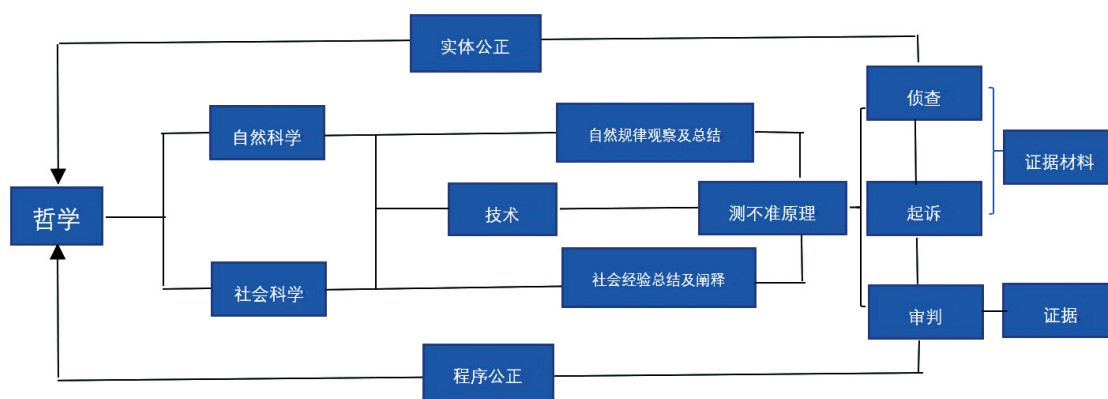 实体公正
侦查
自然科学
自然规律观察及总结
证据材料
哲学
技术
测不准原理
起诉
社会科学
社会经验总结及阐释
审判
证据
程序公正